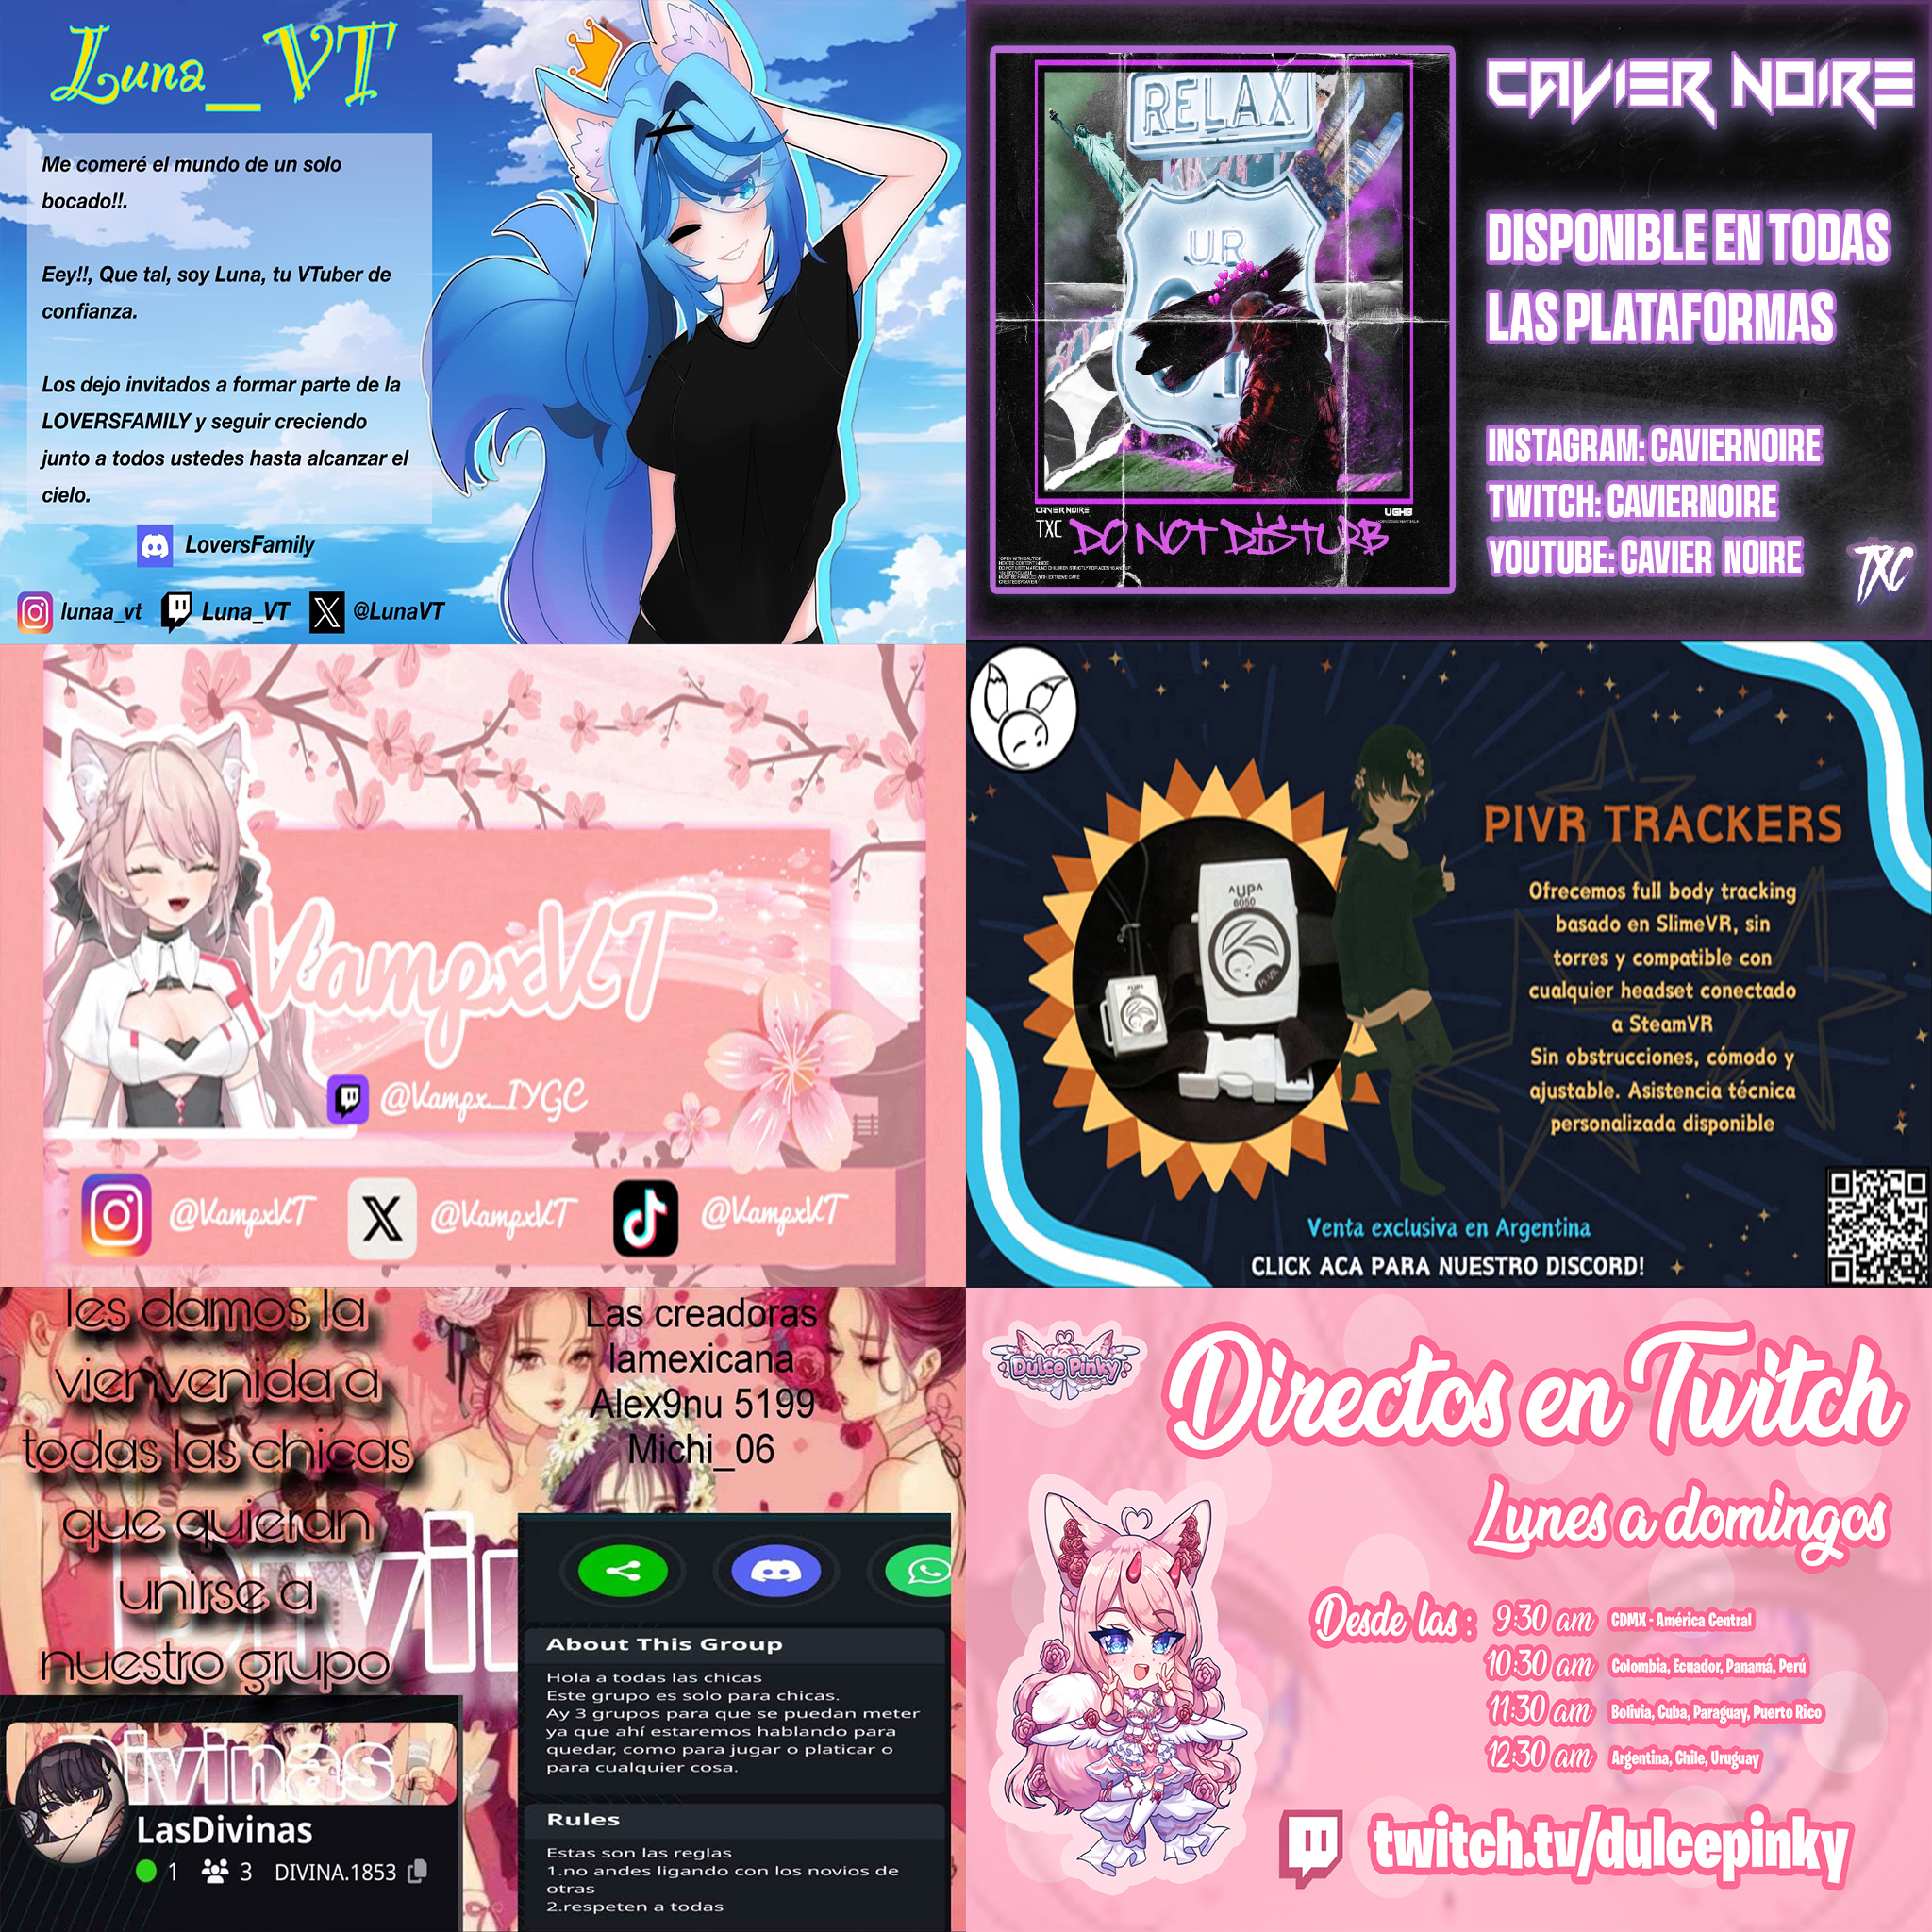 Luna_VT
Me comeré el mundo de un solo
bocado!!.
Eey!!, Que tal, soy Luna, tu VTuber de
confianza.
Los dejo invitados a formar parte de la
LOVERSFAMILY y seguir creciendo
junto a todos ustedes hasta alcanzar el
cielo.
LoversFamily
lunaa_vt
Luna_VT
@LunaVT
RELAX
UR
CAVIER NOIRE
UGHB
TXC
DO NOT DISTURB
CAVIER NOIRE
DISPONIBLE EN TODAS
LAS PLATAFORMAS
INSTAGRAM: CAVIERNOIRE
TWITCH: CAVIERNOIRE
YOUTUBE: CAVIER NOIRE
TXC
VampxVT
@Vampx_IYGC
@VampxVT
@VampxVT
@VampxVT
^UP^
6050
PI-VR
PIVR TRACKERS
Ofrecemos full body tracking
basado en SlimeVR, sin
torres y compatible con
cualquier headset conectado
a SteamVR
Sin obstrucciones, cómodo y
ajustable. Asistencia técnica
personalizada disponible
Venta exclusiva en Argentina
CLICK ACA PARA NUESTRO DISCORD!
les damos la
vienvenida a
todas las chicas
que quieran
unirse a
nuestro grupo
Divin
Las creadoras
lamexicana
Alex9nu 5199
Michi_06
Divinas
LasDivinas
1 3 DIVINA.1853
About This Group
Hola a todas las chicas
Este grupo es solo para chicas.
Ay 3 grupos para que se puedan meter
ya que ahí estaremos hablando para
quedar, como para jugar o platicar o
para cualquier cosa.
Rules
Estas son las reglas
1.no andes ligando con los novios de
otras
2.respeten a todas
Dulce Pinky
Directos en Twitch
Lunes a domingos
Desde las: 9:30 am CDMX - América Central
10:30 am Colombia, Ecuador, Panamá, Perú
11:30 am Bolivia, Cuba, Paraguay, Puerto Rico
12:30 am Argentina, Chile, Uruguay
twitch.tv/dulcepinky